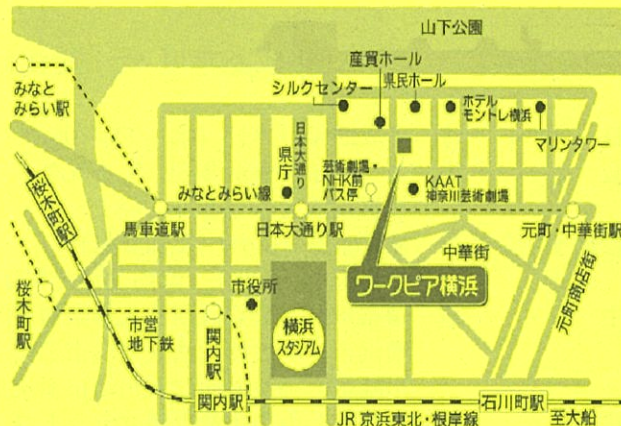 山下公園
産貿ホール
県民ホール
シルクセンター
ホテル
モントレ横浜
マリンタワー
みなと
みらい駅
日本大通り
県庁
芸術劇場・
NHK前
バス停
KAAT
神奈川芸術劇場
みなとみらい線
馬車道駅
日本大通り駅
元町・中華街駅
中華街
元町商店街
桜木町駅
ワークピア横浜
桜木町駅
市役所
市営
地下鉄
関内駅
横浜
スタジアム
関内駅
石川町駅
JR京浜東北・根岸線
至大船